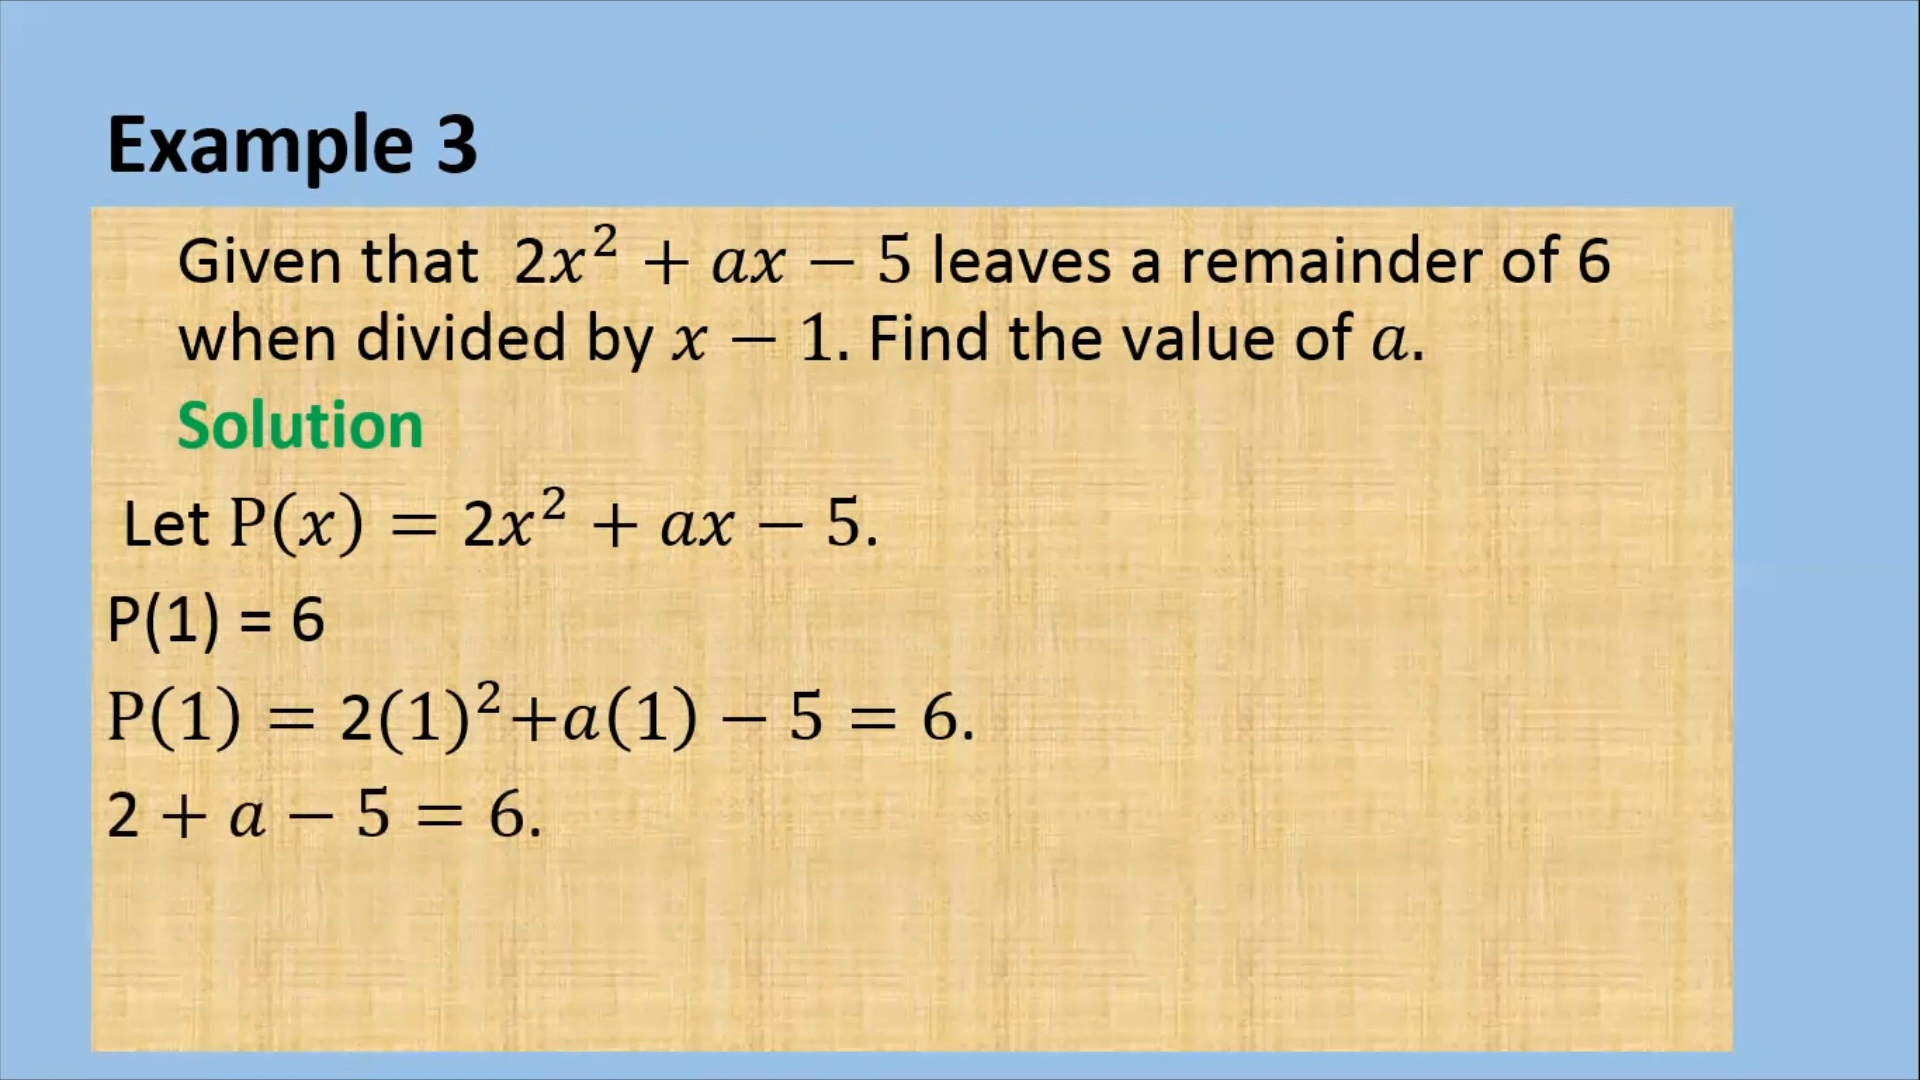 Example 3
Given that 2x² + ax − 5 leaves a remainder of 6
when divided by x − 1. Find the value of a.
Solution
Let P(x) = 2x² + ax − 5.
P(1) = 6
P(1) = 2(1)²+a(1) − 5 = 6.
2 + a − 5 = 6.